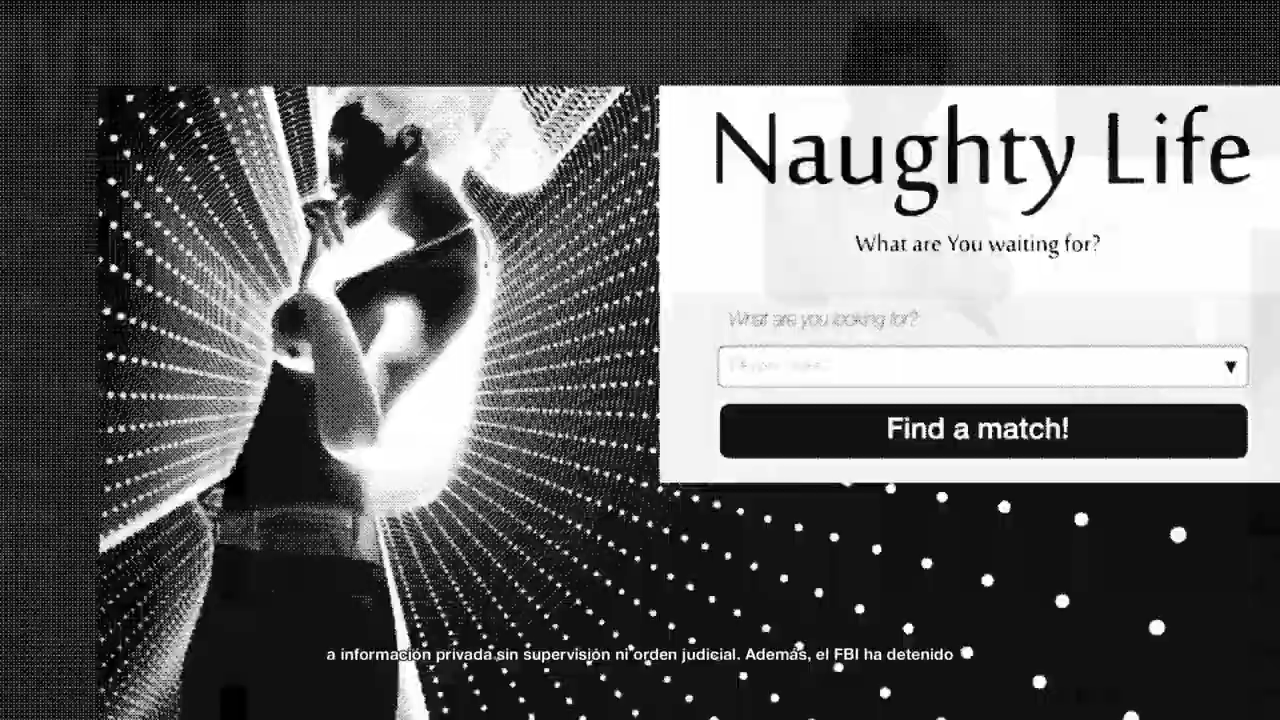 Naughty Life
What are You waiting for?
What are you looking for?
Find a match!
a información privada sin supervisión ni orden judicial. Además, el FBI ha detenido